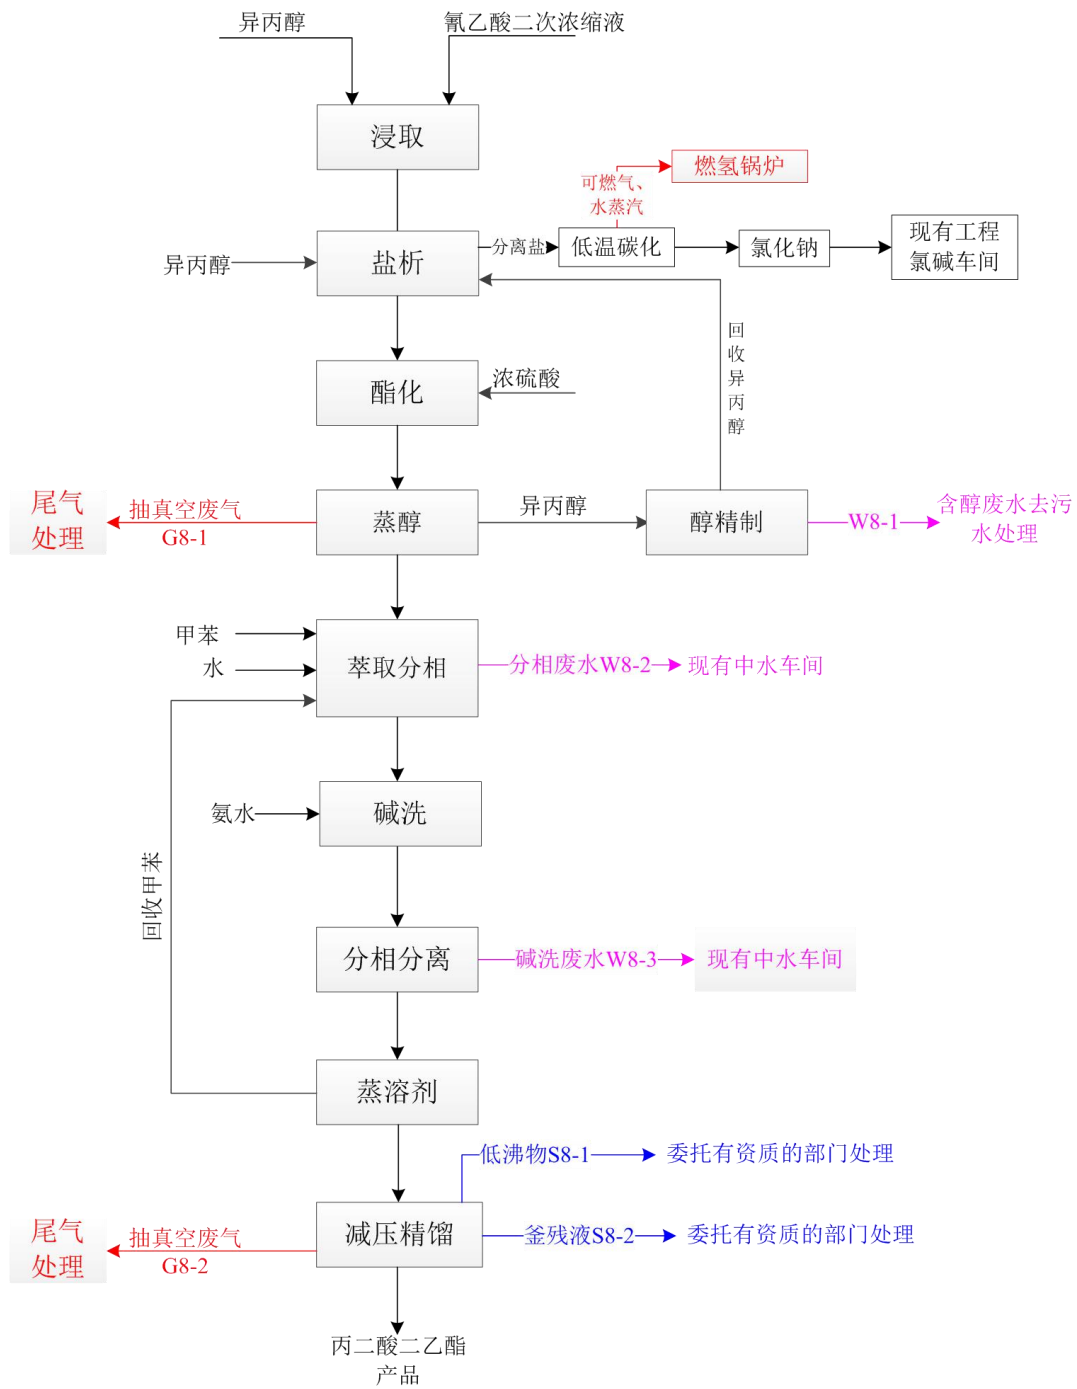 异丙醇
氰乙酸二次浓缩液
浸取
燃氢锅炉
可燃气、
水蒸汽
异丙醇
盐析
分离盐
低温碳化
氯化钠
现有工程
氯碱车间
回收异丙醇
酯化
浓硫酸
尾气
处理
抽真空废气
G8-1
蒸醇
异丙醇
醇精制
W8-1
含醇废水去污
水处理
甲苯
水
萃取分相
分相废水W8-2
现有中水车间
氨水
碱洗
回收甲苯
分相分离
碱洗废水W8-3
现有中水车间
蒸溶剂
低沸物S8-1
委托有资质的部门处理
尾气
处理
抽真空废气
G8-2
减压精馏
釜残液S8-2
委托有资质的部门处理
丙二酸二乙酯
产品